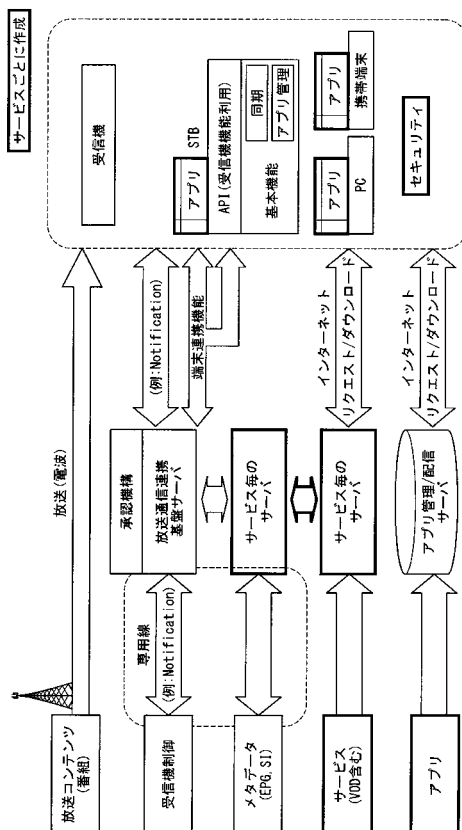 サービスごとに作成
放送コンテンツ
(番組)
放送(電波)
受信機
受信機制御
専用線
(例:Notification)
承認機構
放送通信連携
基盤サーバ
(例:Notification)
端末連携機能
アプリ
STB
API(受信機機能利用)
基本機能
同期
アプリ管理
メタデータ
(EPG,SI)
サービス毎の
サーバ
サービス
(VOD含む)
サービス毎の
サーバ
インターネット
リクエスト/ダウンロード
アプリ
PC
アプリ
携帯端末
アプリ
アプリ管理/配信
サーバ
インターネット
リクエスト/ダウンロード
セキュリティ